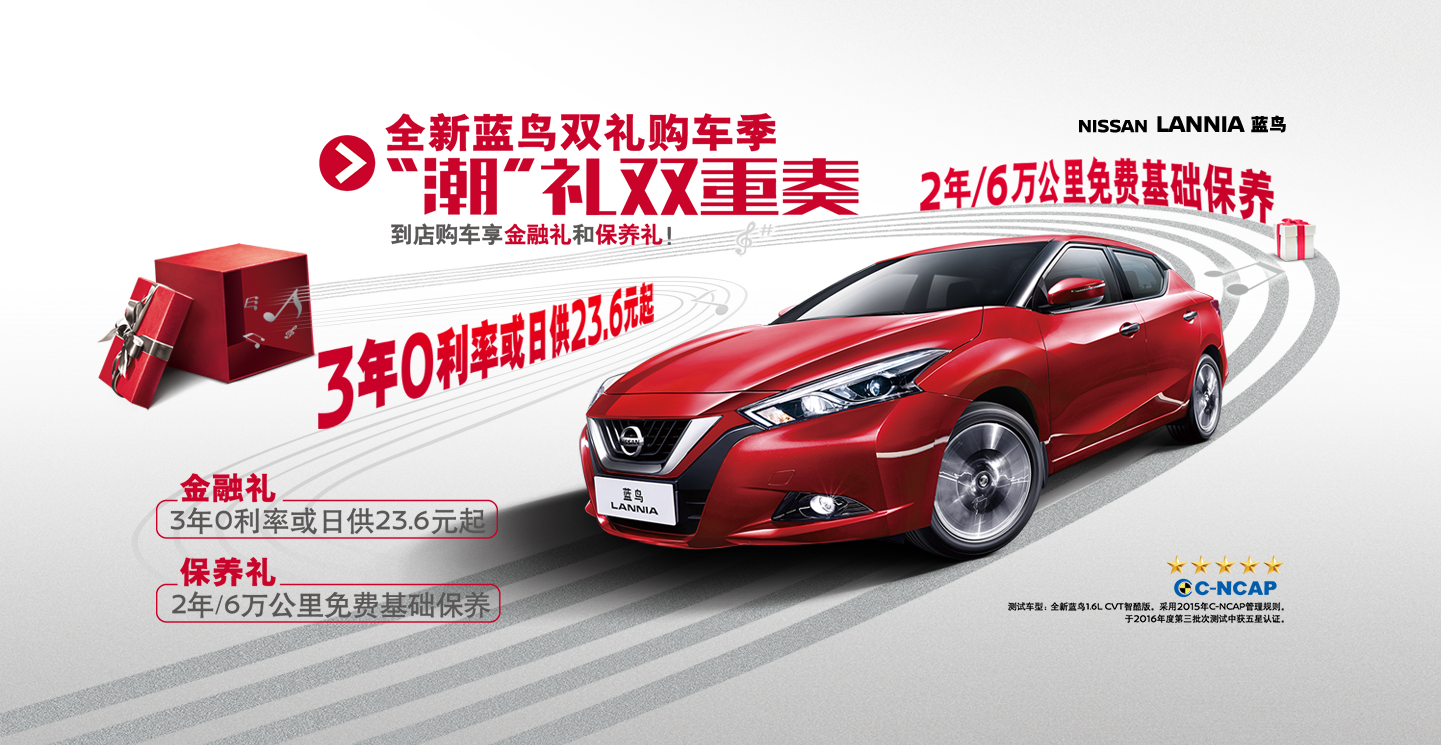 全新蓝鸟双礼购车季
“潮”礼双重奏
到店购车享金融礼和保养礼！
NISSAN LANNIA 蓝鸟
2年/6万公里免费基础保养
3年0利率或日供23.6元起
NISSAN
蓝鸟
LANNIA
金融礼
3年0利率或日供23.6元起
保养礼
2年/6万公里免费基础保养
C-NCAP
测试车型：全新蓝鸟1.6L CVT智酷版。采用2015年C-NCAP管理规则。
于2016年度第三批次测试中获五星认证。